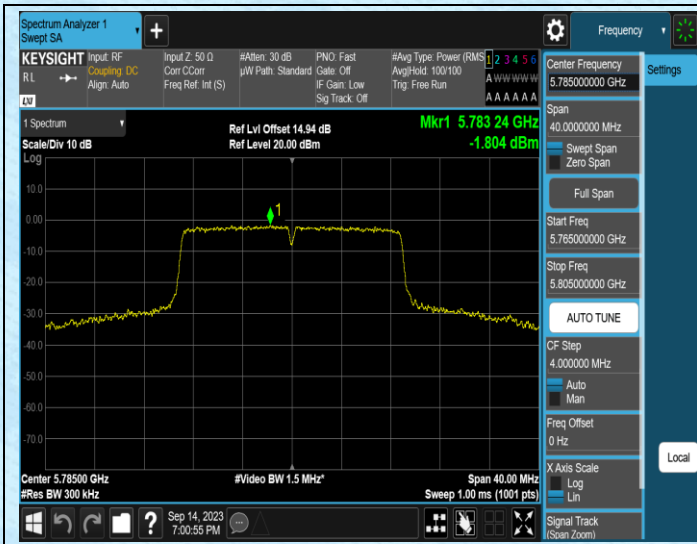 Spectrum Analyzer 1
Swept SA
+
Frequency
KEYSIGHT
RL
LXI
Input: RF
Coupling: DC
Align: Auto
Input Z: 50 Ω
Corr CCorr
Freq Ref: Int (S)
#Atten: 30 dB
µW Path: Standard
PNO: Fast
Gate: Off
IF Gain: Low
Sig Track: Off
#Avg Type: Power (RMS
Avg|Hold: 100/100
Trig: Free Run
1 2 3 4 5 6
A W W W W W
A A A A A A
1 Spectrum
Scale/Div 10 dB
Ref Lvl Offset 14.94 dB
Ref Level 20.00 dBm
Mkr1 5.783 24 GHz
-1.804 dBm
Log
10.0
0.00
-10.0
-20.0
-30.0
-40.0
-50.0
-60.0
-70.0
1
Center 5.78500 GHz
#Res BW 300 kHz
#Video BW 1.5 MHz*
Span 40.00 MHz
Sweep 1.00 ms (1001 pts)
Sep 14, 2023
7:00:55 PM
?
Center Frequency
5.785000000 GHz
Span
40.0000000 MHz
Swept Span
Zero Span
Full Span
Start Freq
5.765000000 GHz
Stop Freq
5.805000000 GHz
AUTO TUNE
CF Step
4.000000 MHz
Auto
Man
Freq Offset
0 Hz
X Axis Scale
Log
Lin
Signal Track
(Span Zoom)
Settings
Local